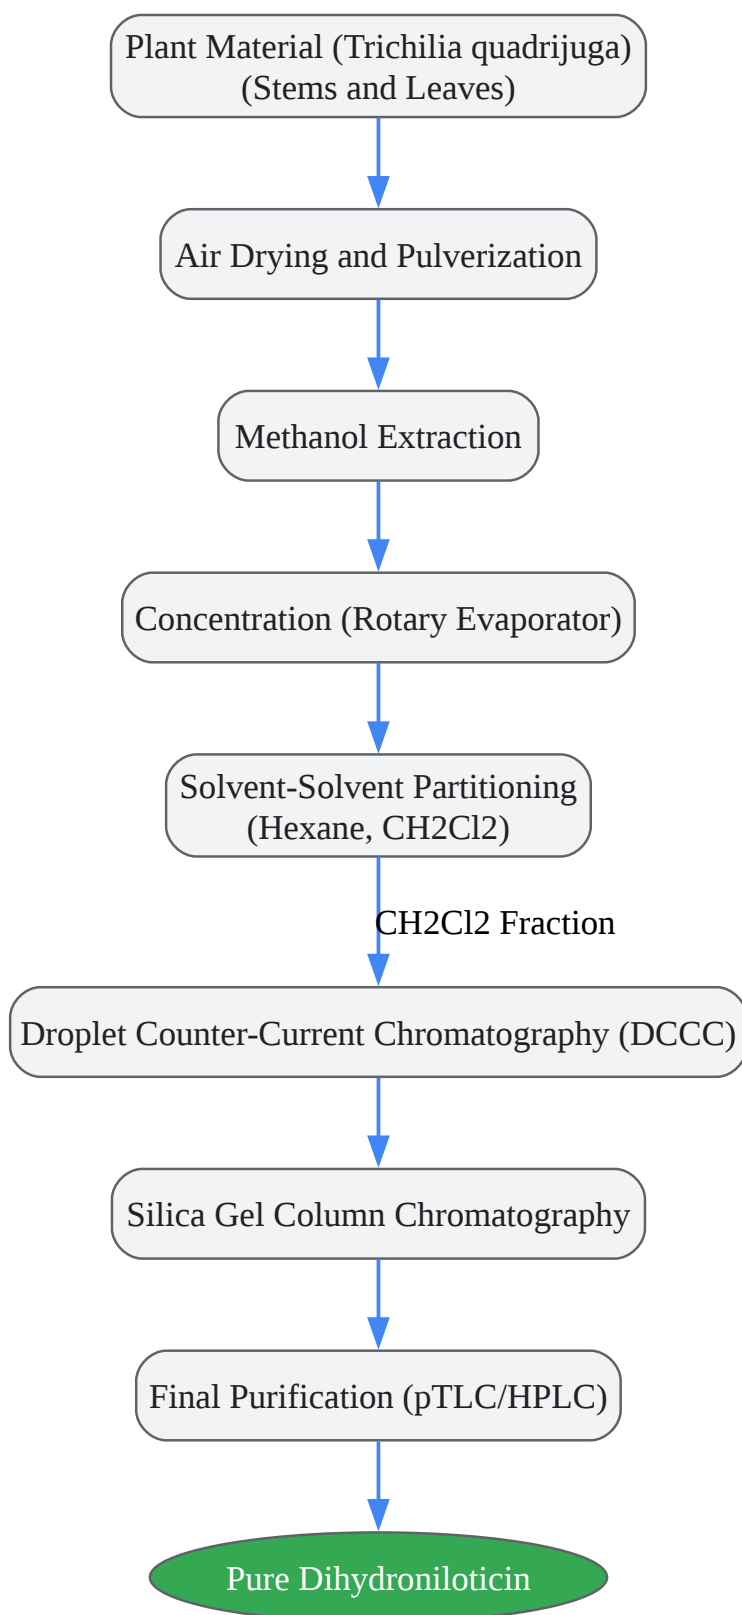 Plant Material (Trichilia quadrijuga)
(Stems and Leaves)
Air Drying and Pulverization
Methanol Extraction
Concentration (Rotary Evaporator)
Solvent-Solvent Partitioning
(Hexane, CH2Cl2)
CH2Cl2 Fraction
Droplet Counter-Current Chromatography (DCCC)
Silica Gel Column Chromatography
Final Purification (pTLC/HPLC)
Pure Dihydroniloticin